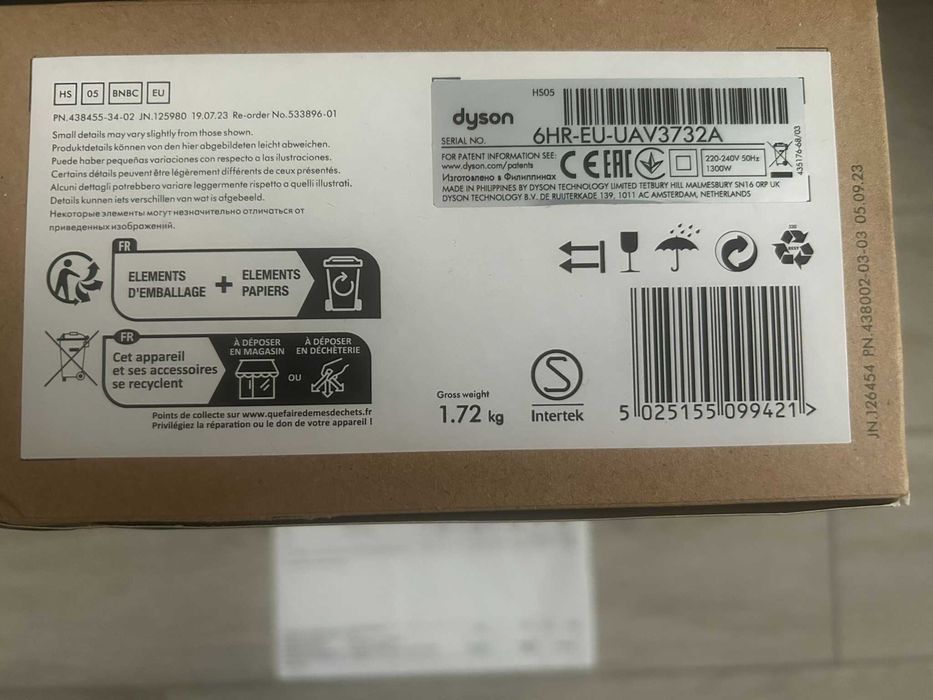 HS 05 BNBC EU
PN.438455-34-02 JN.125980 19.07.23 Re-order No.533896-01
Small details may vary slightly from those shown.
Produktdetails können von den hier abgebildeten leicht abweichen.
Puede haber pequeñas variaciones con respecto a las ilustraciones.
Certains détails peuvent être légèrement différents de ceux présentés.
Alcuni dettagli potrebbero variare leggermente rispetto a quelli illustrati.
Details kunnen iets verschillen van wat is afgebeeld.
Некоторые элементы могут незначительно отличаться от
приведенных изображений.
FR
ELEMENTS
D'EMBALLAGE
+
ELEMENTS
PAPIERS
FR
Cet appareil
et ses accessoires
se recyclent
À DÉPOSER
EN MAGASIN
OU
À DÉPOSER
EN DÉCHÈTERIE
Points de collecte sur www.quefairedemesdechets.fr
Privilégiez la réparation ou le don de votre appareil !
HS05
dyson
SERIAL NO.
6HR-EU-UAV3732A
FOR PATENT INFORMATION SEE:
www.dyson/patents
Изготовлено в Филиппинах
CE EAC
220-240V 50Hz
1300W
MADE IN PHILIPPINES BY DYSON TECHNOLOGY LIMITED TETBURY HILL MALMESBURY SN16 0RP UK
DYSON TECHNOLOGY B.V. DE RUIJTERKADE 139, 1011 AC AMSTERDAM, NETHERLANDS
435176-68/03
RESY
Gross weight
1.72 kg
S
Intertek
5 025155 099421 >
JN.126454 PN.438002-03-03 05.09.23